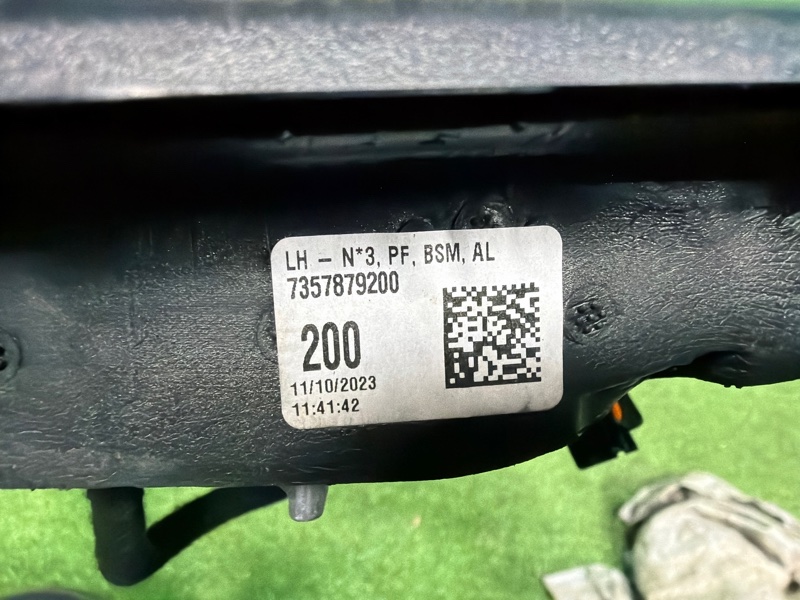 LH - N*3, PF, BSM, AL
7357879200
200
11/10/2023
11:41:42